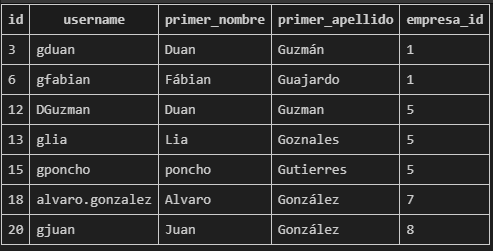 id username primer_nombre primer_apellido empresa_id
3 gduan Duan Guzmán 1
6 gfabian Fábian Guajardo 1
12 DGuzman Duan Guzman 5
13 glia Lia Goznales 5
15 gponcho poncho Gutierres 5
18 alvaro.gonzalez Alvaro González 7
20 gjuan Juan González 8